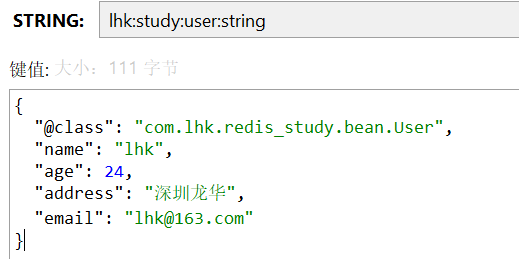 STRING: lhk:study:user:string
键值: 大小: 111 字节
{
"@class": "com.lhk.redis_study.bean.User",
"name": "lhk",
"age": 24,
"address": "深圳龙华",
"email": "lhk@163.com"
}